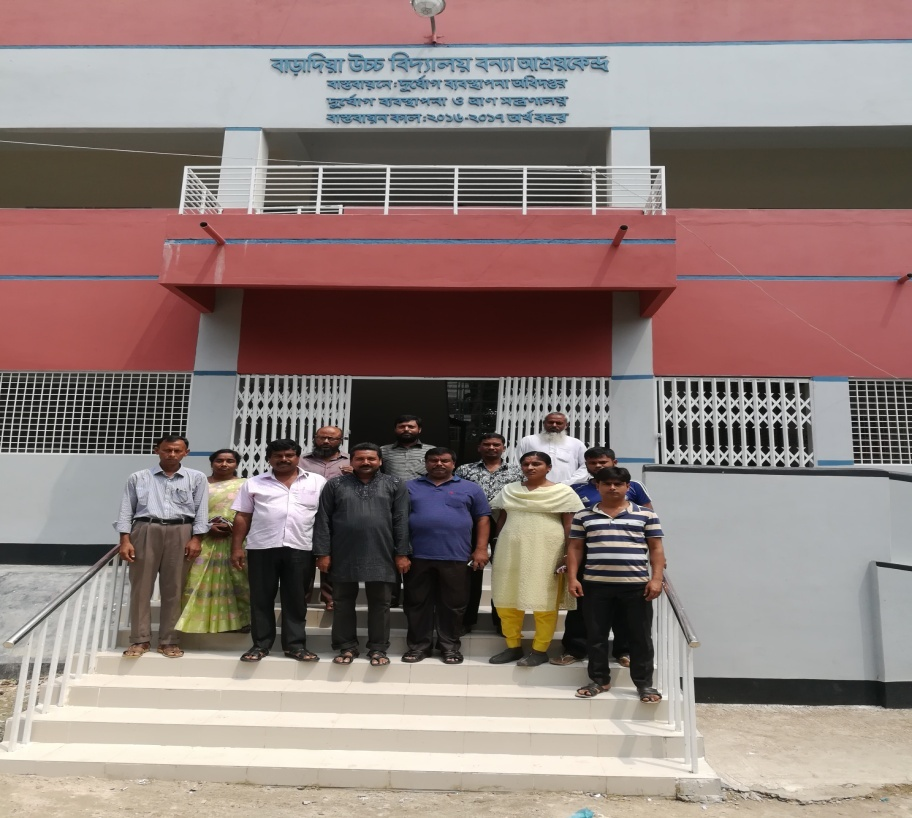 বাড়াদিয়া উচ্চ বিদ্যালয় বন্যা আশ্রয়কেন্দ্র
বাস্তবায়নে : দুর্যোগ ব্যবস্থাপনা অধিদপ্তর
দুর্যোগ ব্যবস্থাপনা ও ত্রাণ মন্ত্রণালয়
বাস্তবায়ন কাল : ২০১৬-২০১৭ অর্থ বছর